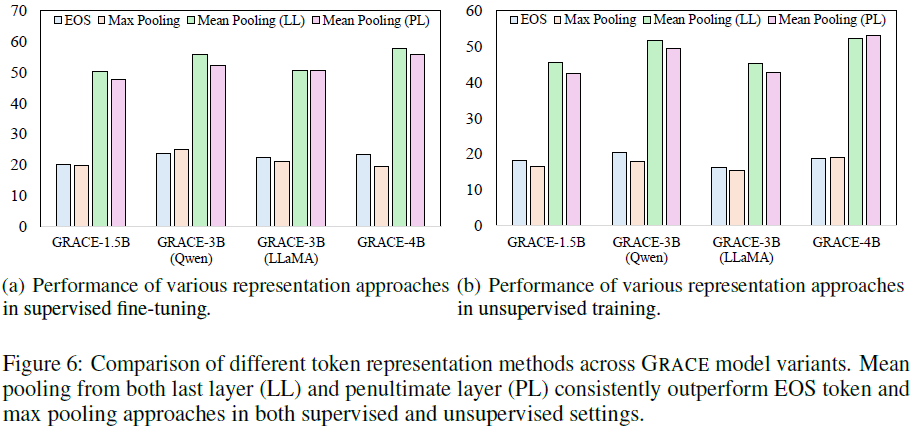 EOS Max Pooling Mean Pooling (LL) Mean Pooling (PL)
70
60
50
40
30
20
10
0
GRACE-1.5B GRACE-3B (Qwen) GRACE-3B (LLaMA) GRACE-4B
(a) Performance of various representation approaches
in supervised fine-tuning.
EOS Max Pooling Mean Pooling (LL) Mean Pooling (PL)
60
50
40
30
20
10
0
GRACE-1.5B GRACE-3B (Qwen) GRACE-3B (LLaMA) GRACE-4B
(b) Performance of various representation approaches
in unsupervised training.
Figure 6: Comparison of different token representation methods across GRACE model variants. Mean
pooling from both last layer (LL) and penultimate layer (PL) consistently outperform EOS token and
max pooling approaches in both supervised and unsupervised settings.